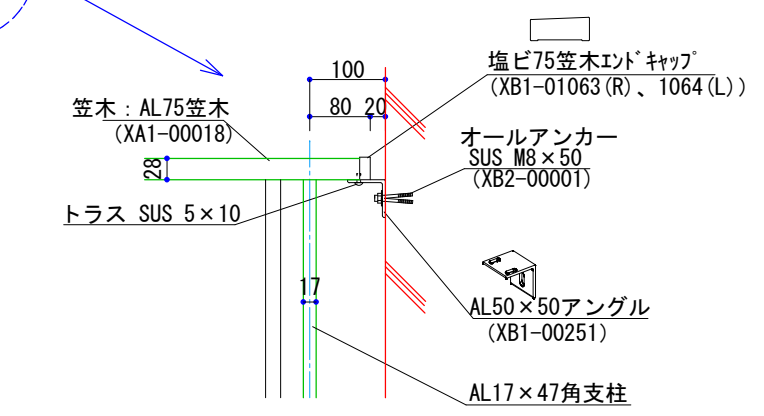 塩ビ75笠木ｴﾝﾄﾞｷｬｯﾌﾟ
(XB1-01063(R)、1064(L))
100
80 20
笠木：AL75笠木
(XA1-00018)
オールアンカー
SUS M8×50
(XB2-00001)
28
トラス SUS 5×10
17
AL50×50アングル
(XB1-00251)
AL17×47角支柱